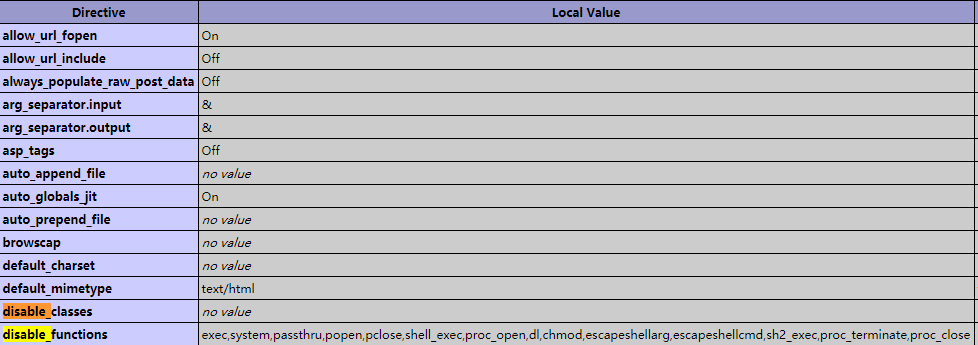 Directive Local Value
allow_url_fopen On
allow_url_include Off
always_populate_raw_post_data Off
arg_separator.input &
arg_separator.output &
asp_tags Off
auto_append_file no value
auto_globals_jit On
auto_prepend_file no value
browscap no value
default_charset no value
default_mimetype text/html
disable_classes no value
disable_functions exec,system,passthru,popen,pclose,shell_exec,proc_open,dl,chmod,escapeshellarg,escapeshellcmd,sh2_exec,proc_terminate,proc_close